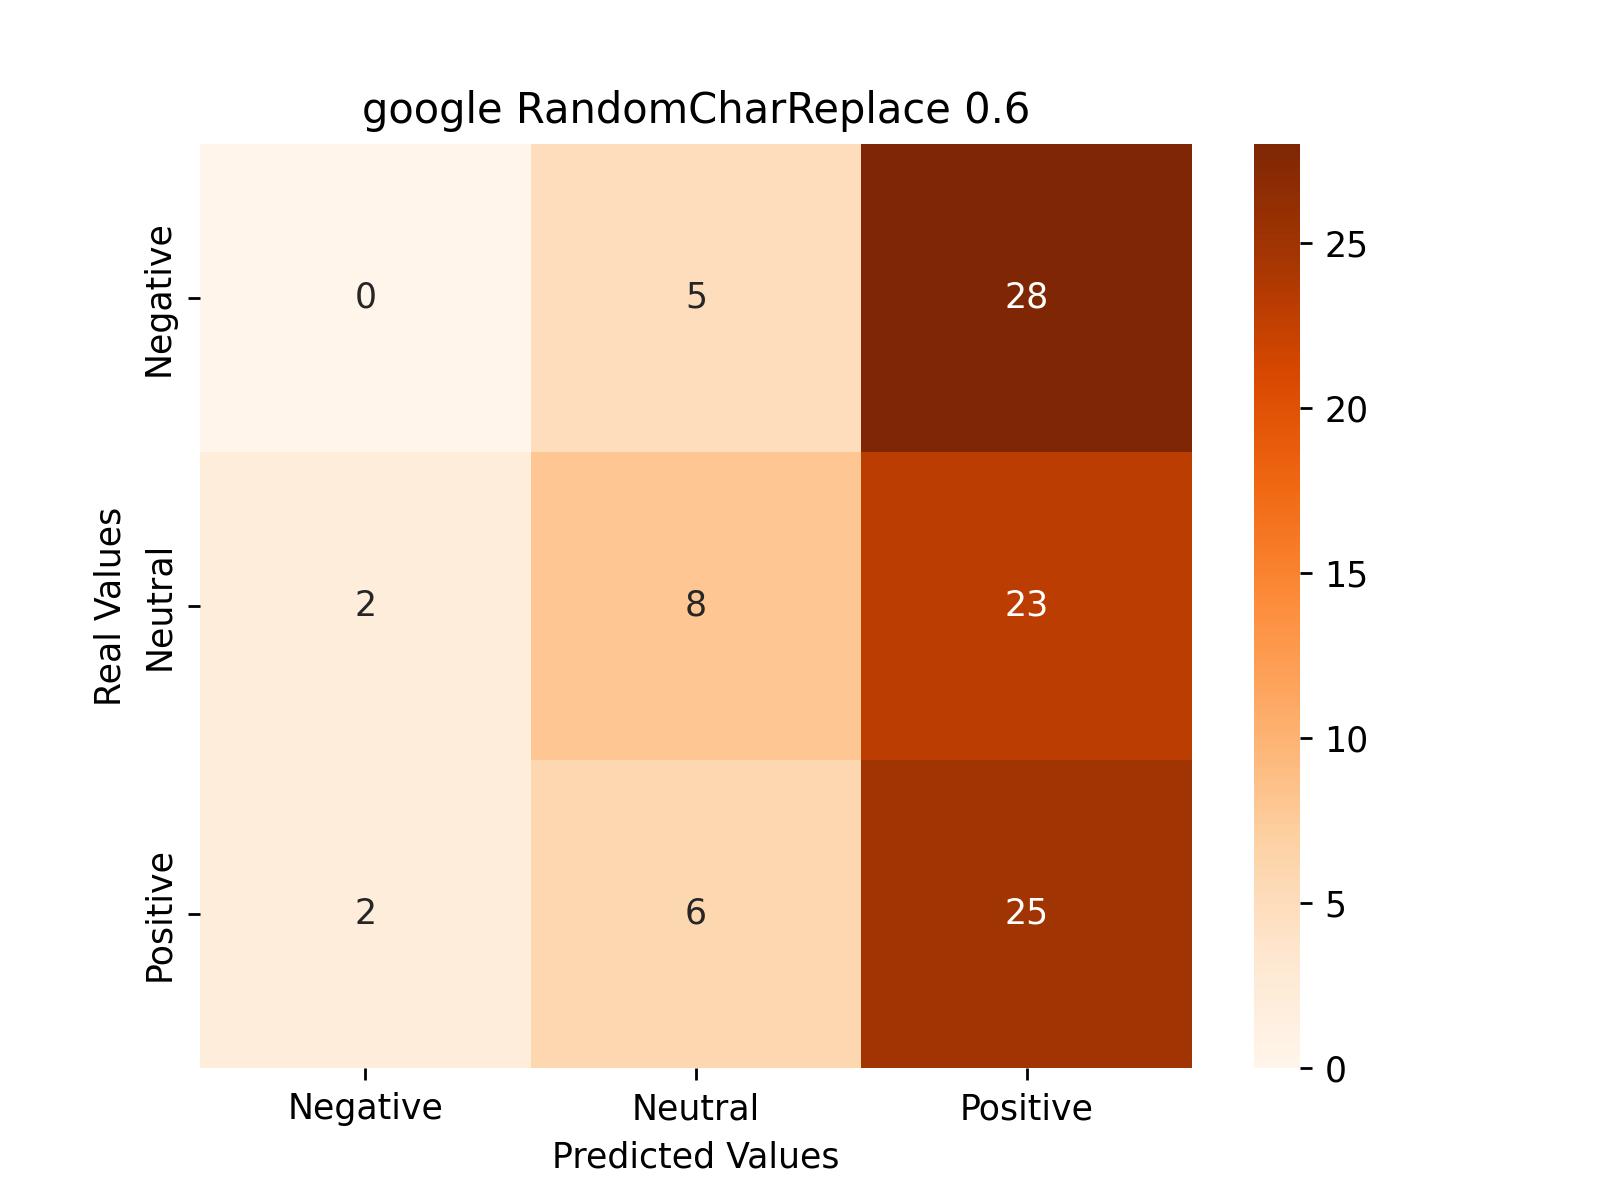 google RandomCharReplace 0.6
Real Values
Negative
Neutral
Positive
0 5 28
2 8 23
2 6 25
Negative Neutral Positive
Predicted Values
25
20
15
10
5
0